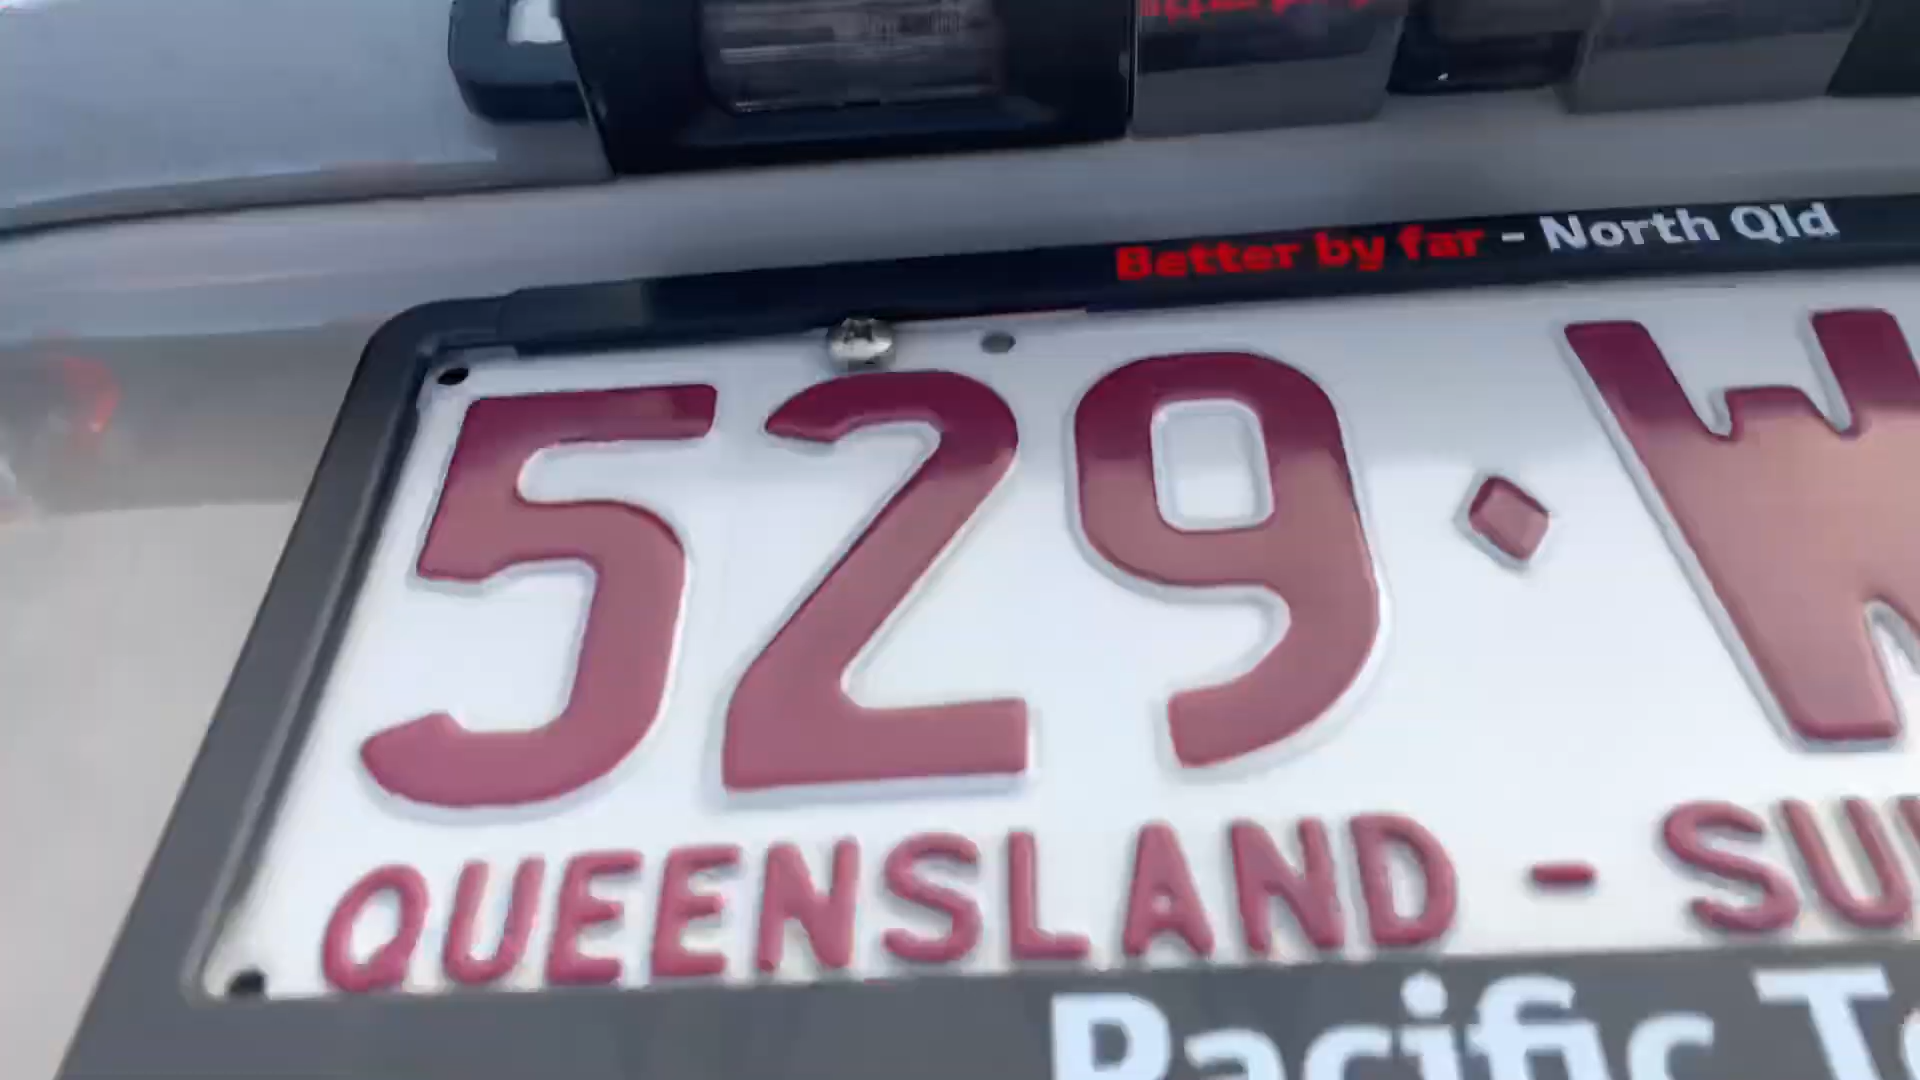 Better by far - North Qld
529·W
QUEENSLAND - SU
Pacific T